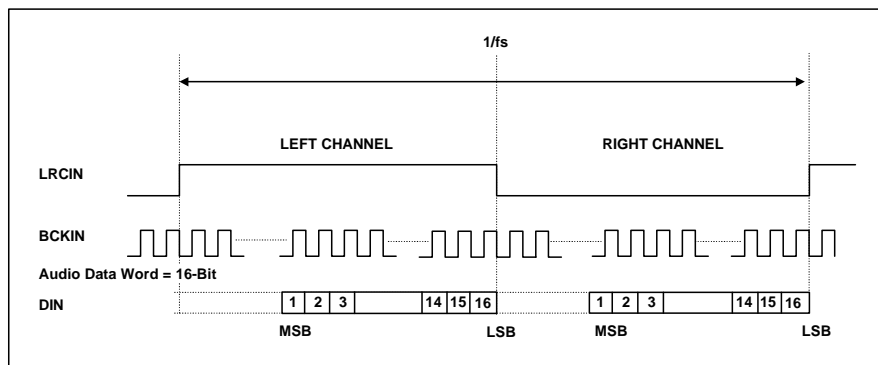 1/fs
LEFT CHANNEL RIGHT CHANNEL
LRCIN
BCKIN
Audio Data Word = 16-Bit
DIN 1 2 3 14 15 16 1 2 3 14 15 16
MSB LSB MSB LSB